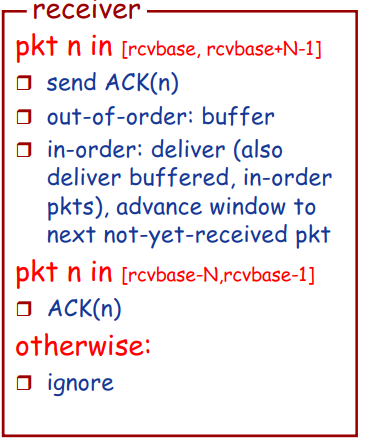 receiver
pkt n in [rcvbase, rcvbase+N-1]
send ACK(n)
out-of-order: buffer
in-order: deliver (also
deliver buffered, in-order
pkts), advance window to
next not-yet-received pkt
pkt n in [rcvbase-N,rcvbase-1]
ACK(n)
otherwise:
ignore